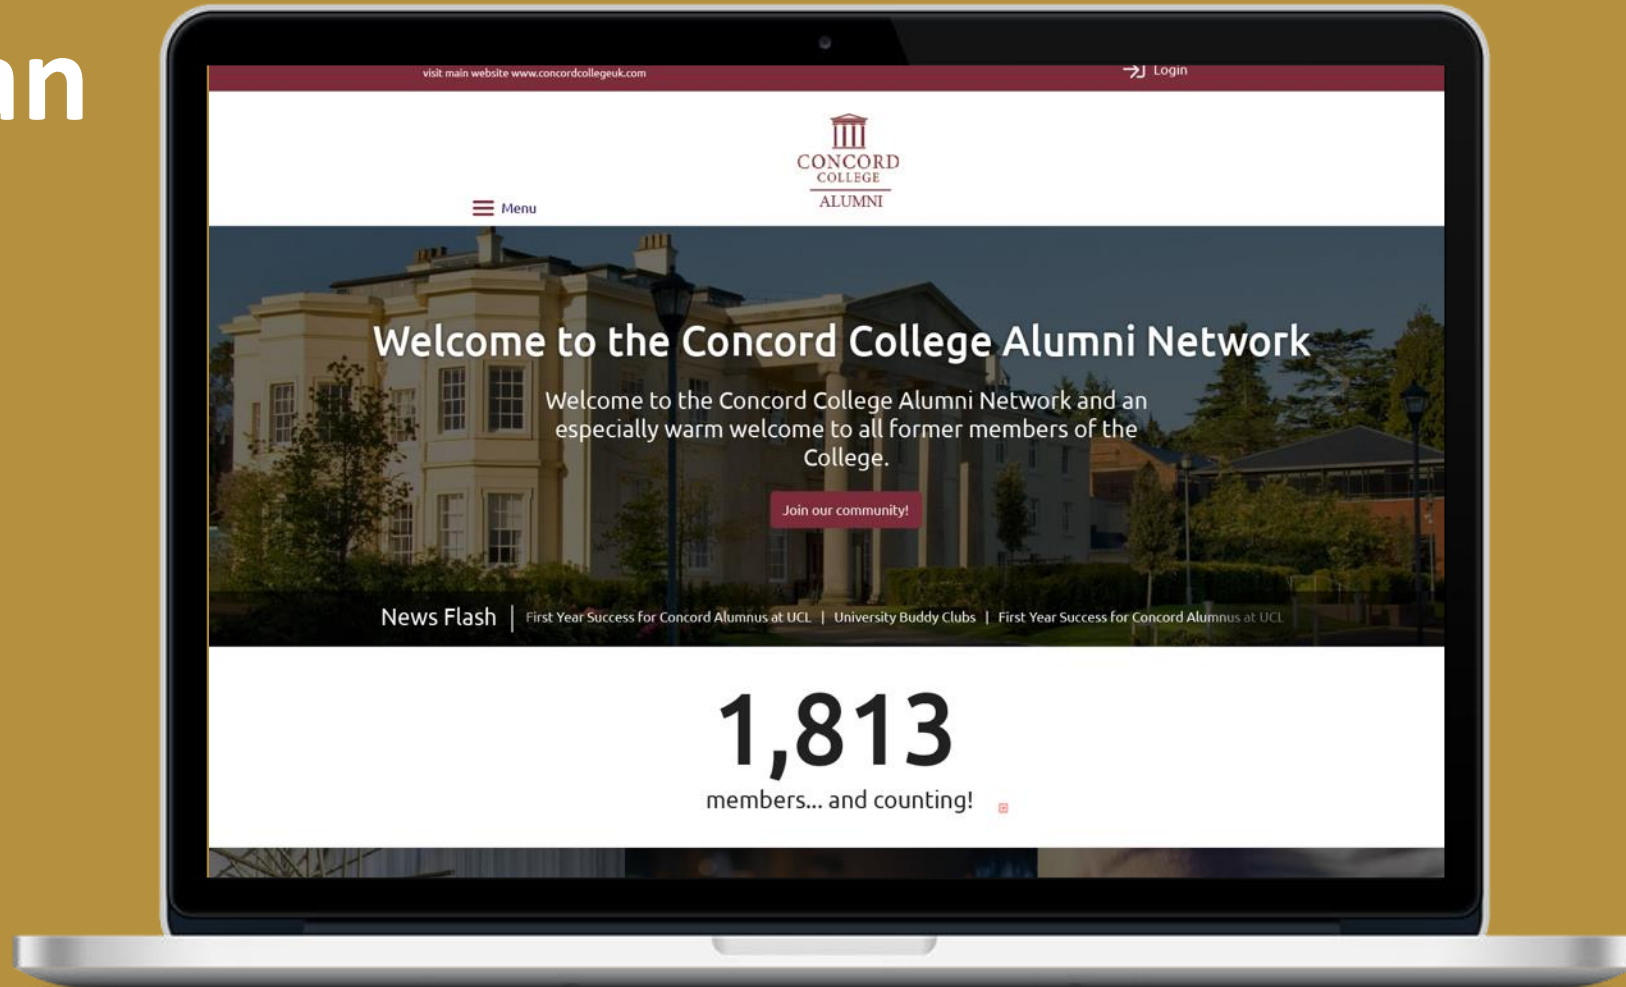 an
visit main website www.concordcollegeuk.com
Login
CONCORD
COLLEGE
ALUMNI
Menu
Welcome to the Concord College Alumni Network
Welcome to the Concord College Alumni Network and an
especially warm welcome to all former members of the
College.
Join our community!
News Flash | First Year Success for Concord Alumnus at UCL | University Buddy Clubs | First Year Success for Concord Alumnus at UCL
1,813
members... and counting!